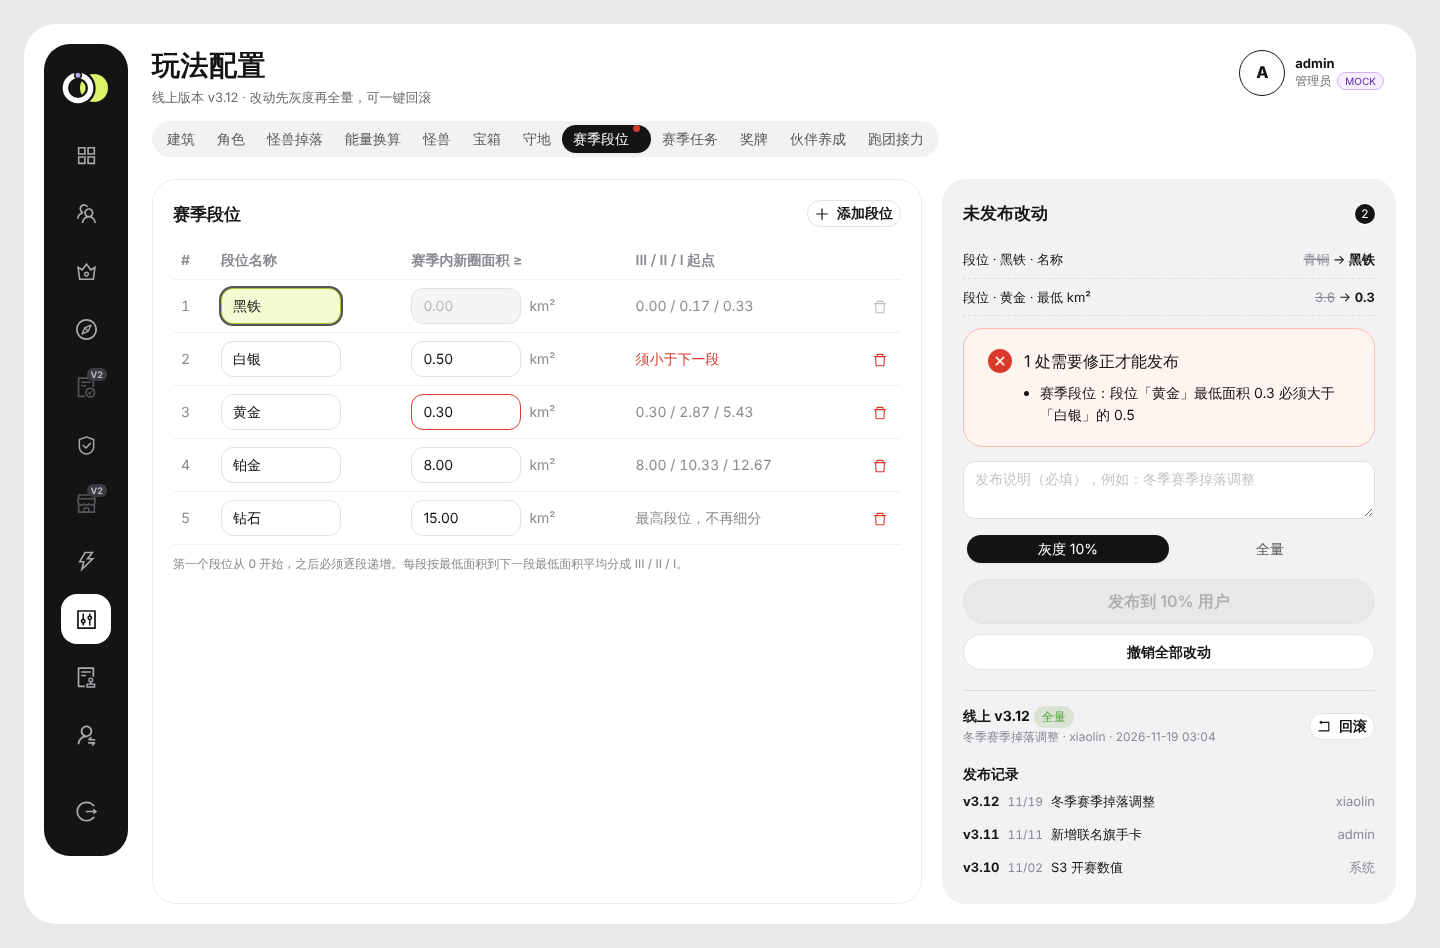 玩法配置
线上版本 v3.12 · 改动先灰度再全量，可一键回滚
A
admin
管理员 MOCK
建筑 角色 怪兽掉落 能量换算 怪兽 宝箱 守地 赛季段位 赛季任务 奖牌 伙伴养成 跑团接力
V2
V2
赛季段位
添加段位
# 段位名称 赛季内新圈面积 ≥ III / II / I 起点
1 黑铁 0.00 km² 0.00 / 0.17 / 0.33
2 白银 0.50 km² 须小于下一段
3 黄金 0.30 km² 0.30 / 2.87 / 5.43
4 铂金 8.00 km² 8.00 / 10.33 / 12.67
5 钻石 15.00 km² 最高段位，不再细分
第一个段位从 0 开始，之后必须逐段递增。每段按最低面积到下一段最低面积平均分成 III / II / I。
未发布改动 2
段位 · 黑铁 · 名称 青铜 → 黑铁
段位 · 黄金 · 最低 km² 3.6 → 0.3
1 处需要修正才能发布
• 赛季段位：段位「黄金」最低面积 0.3 必须大于
「白银」的 0.5
发布说明（必填），例如：冬季赛季掉落调整
灰度 10% 全量
发布到 10% 用户
撤销全部改动
线上 v3.12 全量
冬季赛季掉落调整 · xiaolin · 2026-11-19 03:04
回滚
发布记录
v3.12 11/19 冬季赛季掉落调整 xiaolin
v3.11 11/11 新增联名旗手卡 admin
v3.10 11/02 S3 开赛数值 系统